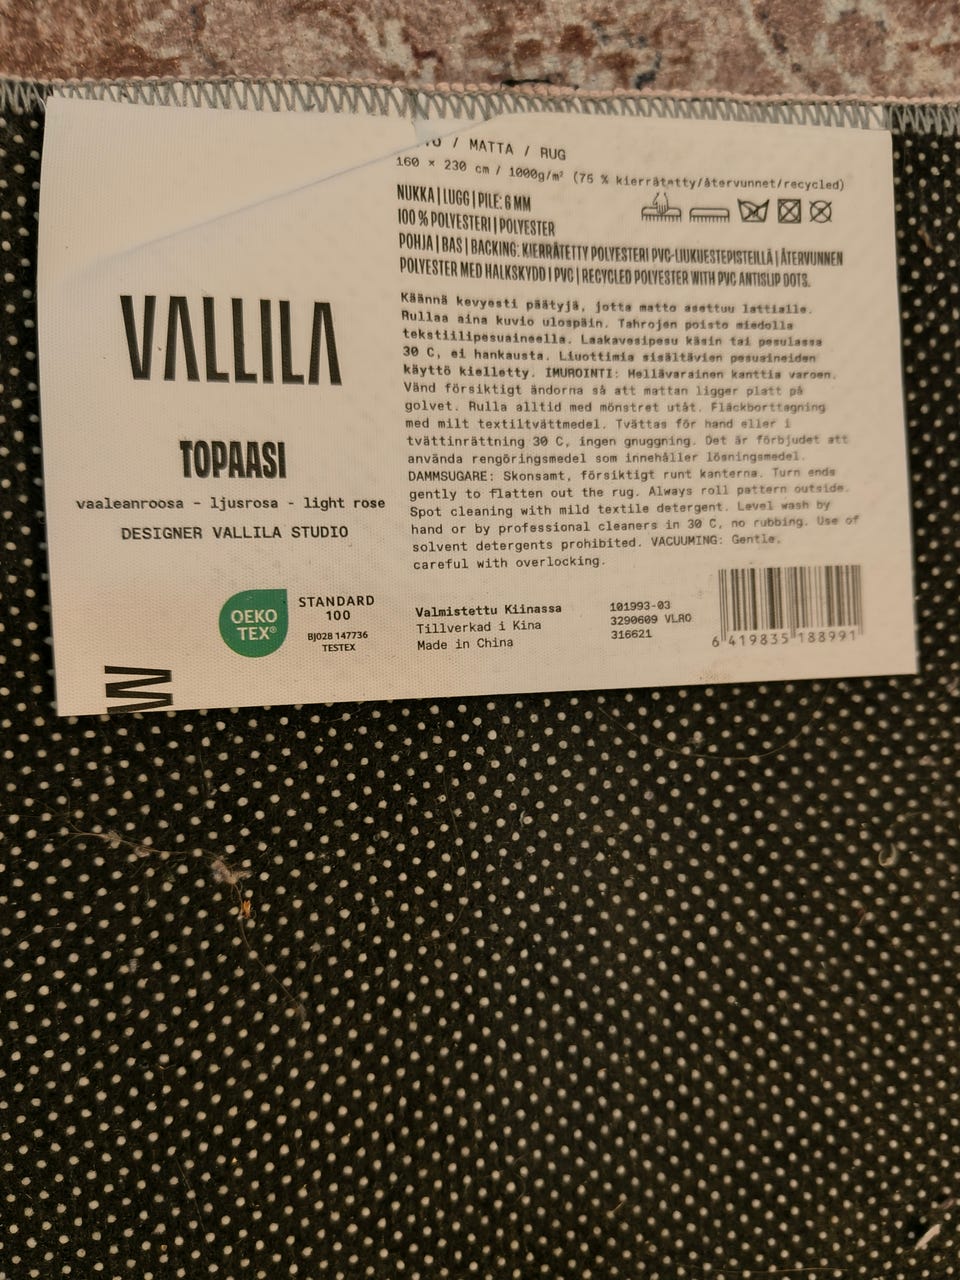 / MATTA / RUG
160 × 230 cm / 1000g/m² (75 % kierrätetty/återvunnet/recycled)
NUKKA | LUGG | PILE: 6 MM
100 % POLYESTERI | POLYESTER
POHJA | BAS | BACKING: KIERRÄTETTY POLYESTERI PVC-LIUKUESTEPISTEILLÄ | ÅTERVUNNEN
POLYESTER MED HALKSKYDD I PVC | RECYCLED POLYESTER WITH PVC ANTISLIP DOTS.
Käännä kevyesti päätyjä, jotta matto asettuu lattialle.
Rullaa aina kuvio ulospäin. Tahrojen poisto miedolla
tekstiilipesuaineella. Laakavesipesu käsin tai pesulassa
30 C, ei hankausta. Liuottimia sisältävien pesuaineiden
käyttö kielletty. IMUROINTI: Hellävarainen kanttia varoen.
Vänd försiktigt ändorna så att mattan ligger platt på
golvet. Rulla alltid med mönstret utåt. Fläckborttagning
med milt textiltvättmedel. Tvättas för hand eller i
tvättinrättning 30 C, ingen gnuggning. Det är förbjudet att
använda rengöringsmedel som innehåller lösningsmedel.
DAMMSUGARE: Skonsamt, försiktigt runt kanterna. Turn ends
gently to flatten out the rug. Always roll pattern outside.
Spot cleaning with mild textile detergent. Level wash by
hand or by professional cleaners in 30 C, no rubbing. Use of
solvent detergents prohibited. VACUUMING: Gentle,
careful with overlocking.
VALLILA
TOPAASI
vaaleanroosa - ljusrosa - light rose
DESIGNER VALLILA STUDIO
OEKO
TEX®
STANDARD
100
BJ028 147736
TESTEX
Valmistettu Kiinassa
Tillverkad i Kina
Made in China
101993-03
3290609 VLRO
316621
6 419835 188991